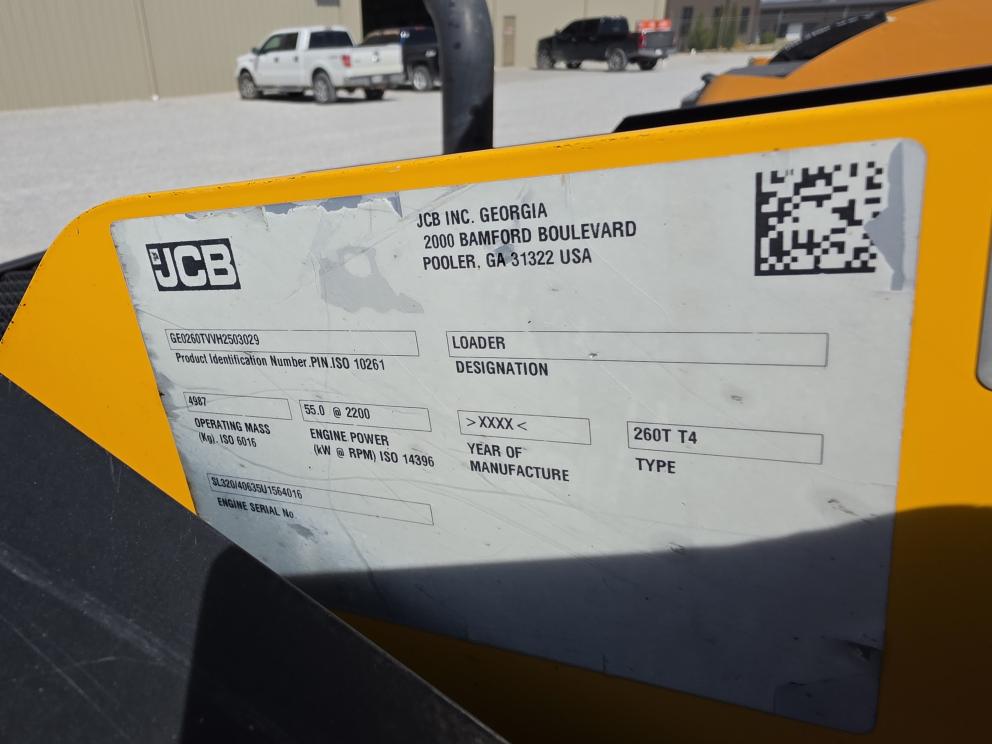 JCB
JCB INC. GEORGIA
2000 BAMFORD BOULEVARD
POOLER, GA 31322 USA
GE0260TVVH2503029
Product Identification Number.PIN.ISO 10261
LOADER
DESIGNATION
4987
OPERATING MASS
(Kg). ISO 6016
55.0 @ 2200
ENGINE POWER
(kW @ RPM) ISO 14396
>XXXX<
YEAR OF
MANUFACTURE
260T T4
TYPE
SL320/40635U1564016
ENGINE SERIAL No